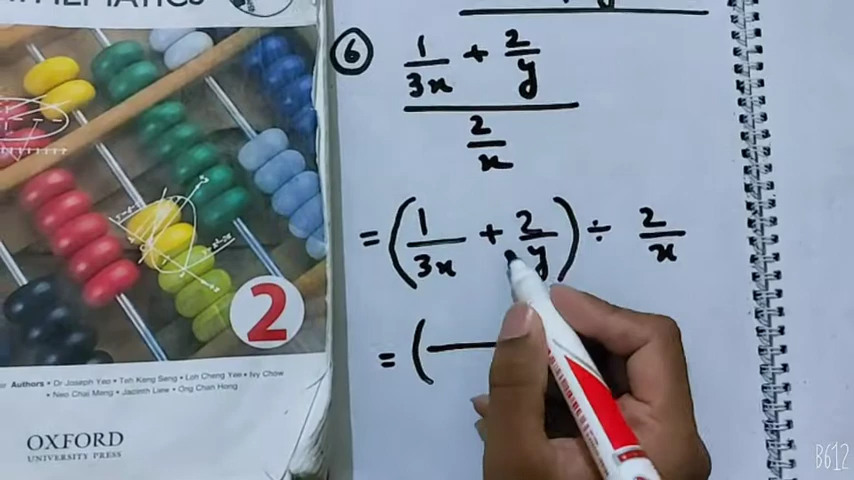 MATHEMATICS
2
Authors • Dr Joseph Yeo • Teh Keng Seng • Loh Cheng Yee • Ivy Chow
• Neo Chai Meng • Jacinth Liew • Ong Chan Hong
OXFORD
UNIVERSITY PRESS
6
1/3x + 2/y
2/x
= (1/3x + 2/y) ÷ 2/x
= (
B612